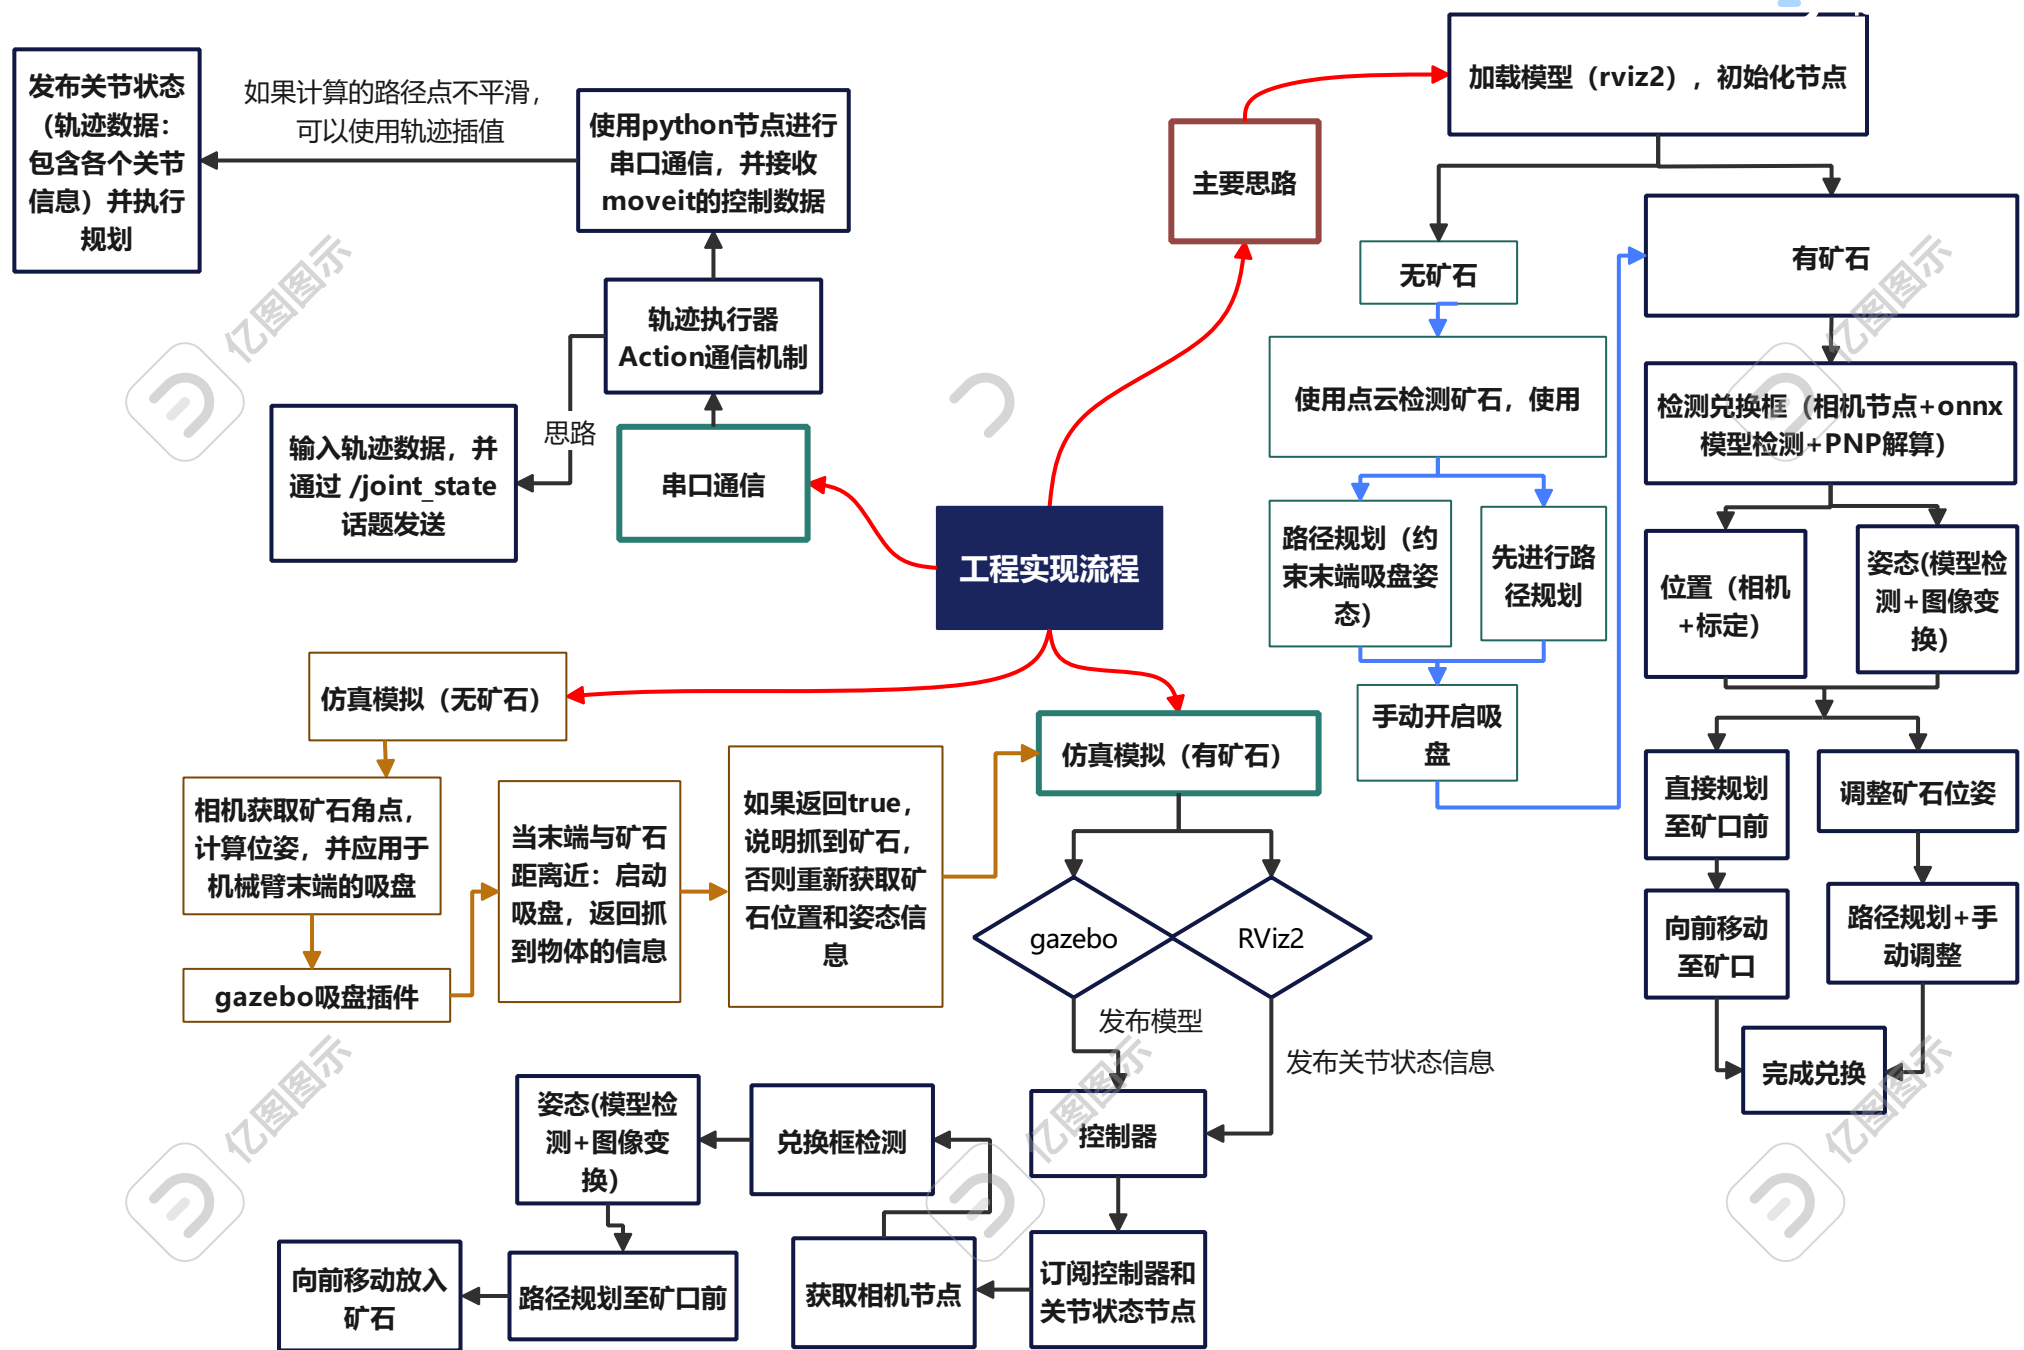 发布关节状态
（轨迹数据：
包含各个关节
信息）并执行
规划
如果计算的路径点不平滑，
可以使用轨迹插值
使用python节点进行
串口通信，并接收
moveit的控制数据
轨迹执行器
Action通信机制
思路
输入轨迹数据，并
通过 /joint_state
话题发送
串口通信
工程实现流程
主要思路
加载模型（rviz2），初始化节点
无矿石
有矿石
使用点云检测矿石，使用
路径规划（约
束末端吸盘姿
态）
先进行路
径规划
手动开启吸
盘
检测兑换框（相机节点+onnx
模型检测+PNP解算）
位置（相机
+标定）
姿态(模型检
测+图像变
换）
直接规划
至矿口前
调整矿石位姿
向前移动
至矿口
路径规划+手
动调整
完成兑换
仿真模拟（无矿石）
相机获取矿石角点，
计算位姿，并应用于
机械臂末端的吸盘
gazebo吸盘插件
当末端与矿石
距离近：启动
吸盘，返回抓
到物体的信息
如果返回true，
说明抓到矿石，
否则重新获取矿
石位置和姿态信
息
仿真模拟（有矿石）
gazebo
RViz2
发布模型
发布关节状态信息
控制器
订阅控制器和
关节状态节点
获取相机节点
兑换框检测
姿态(模型检
测+图像变
换）
路径规划至矿口前
向前移动放入
矿石
亿图图示
亿图图示
亿图图示
亿图图示
亿图图示